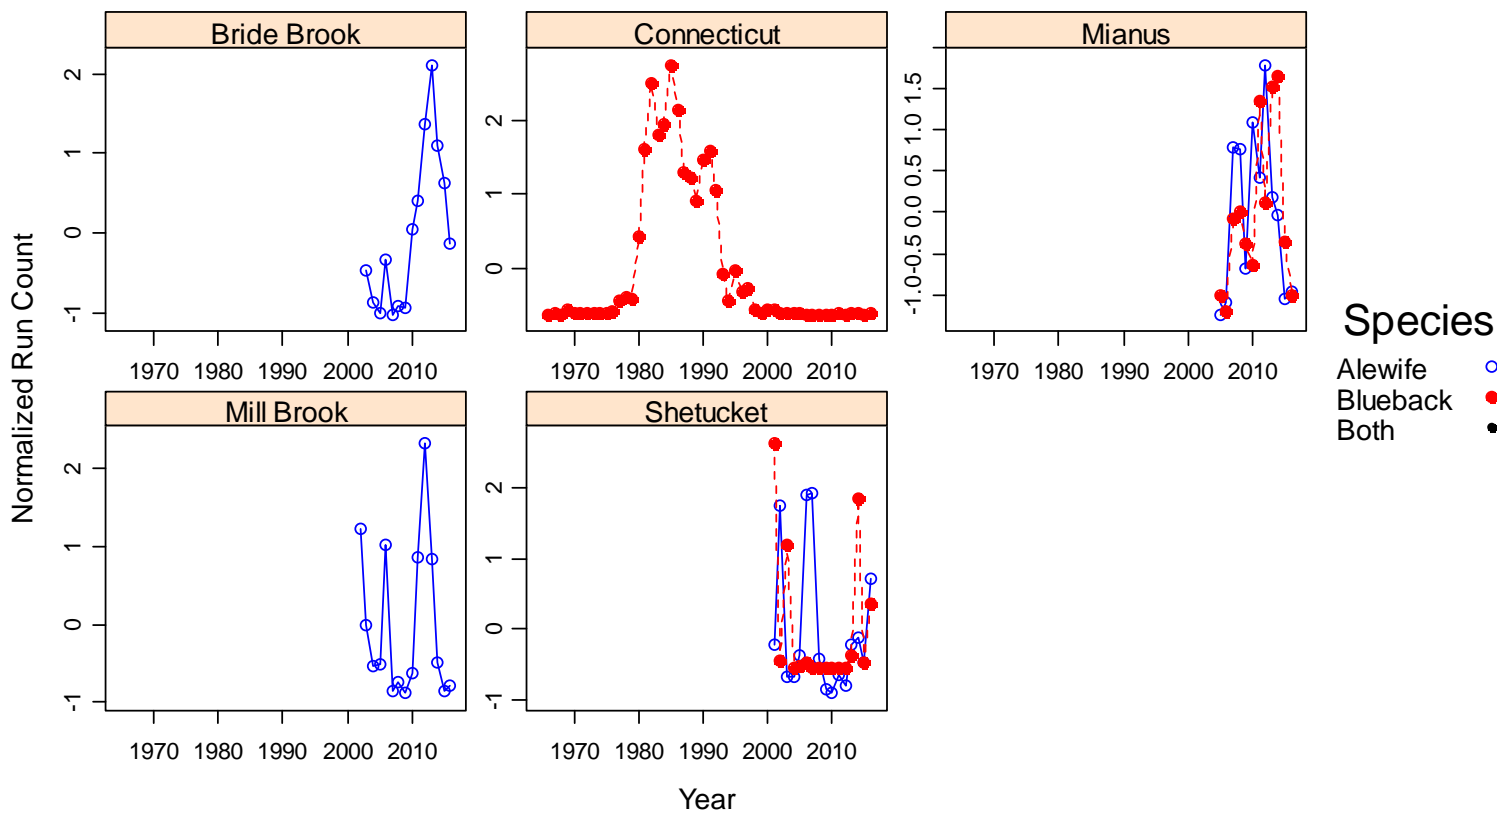 Bride Brook
Connecticut
Mianus
2
1
0
-1
2
1
0
1.5
1.0
0.5
0.0
-0.5
-1.0
1970 1980 1990 2000 2010
1970 1980 1990 2000 2010
1970 1980 1990 2000 2010
Mill Brook
Shetucket
2
1
0
-1
2
1
0
-1
1970 1980 1990 2000 2010
1970 1980 1990 2000 2010
Normalized Run Count
Year
Species
Alewife
Blueback
Both